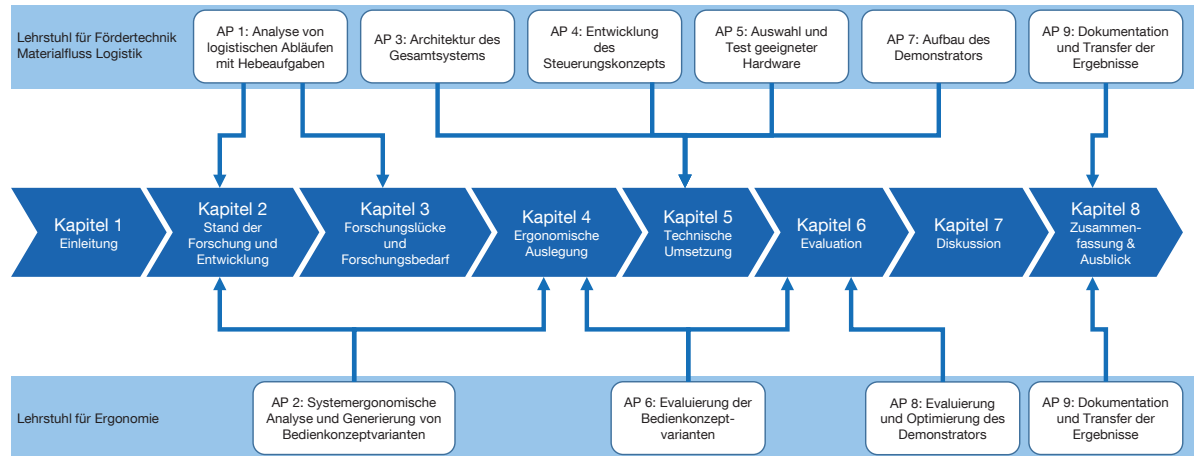 Lehrstuhl für Fördertechnik
Materialfluss Logistik
AP 1: Analyse von
logistischen Abläufen
mit Hebeaufgaben
AP 3: Architektur des
Gesamtsystems
AP 4: Entwicklung
des
Steuerungskonzepts
AP 5: Auswahl und
Test geeigneter
Hardware
AP 7: Aufbau des
Demonstrators
AP 9: Dokumentation
und Transfer der
Ergebnisse
Kapitel 1
Einleitung
Kapitel 2
Stand der
Forschung und
Entwicklung
Kapitel 3
Forschungslücke
und
Forschungsbedarf
Kapitel 4
Ergonomische
Auslegung
Kapitel 5
Technische
Umsetzung
Kapitel 6
Evaluation
Kapitel 7
Diskussion
Kapitel 8
Zusammen-
fassung &
Ausblick
Lehrstuhl für Ergonomie
AP 2: Systemergonomische
Analyse und Generierung von
Bedienkonzeptvarianten
AP 6: Evaluierung der
Bedienkonzept-
varianten
AP 8: Evaluierung
und Optimierung des
Demonstrators
AP 9: Dokumentation
und Transfer der
Ergebnisse